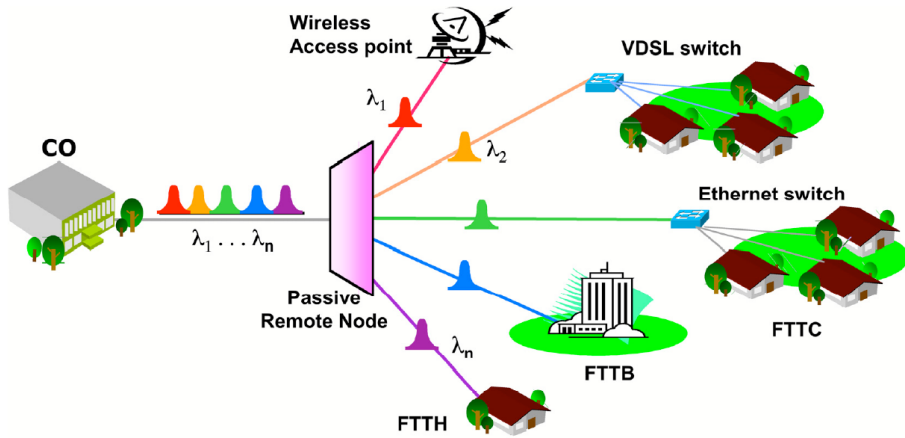 Wireless
Access point
VDSL switch
λ1
λ2
CO
Ethernet switch
λ1 . . . λn
Passive
Remote Node
λn
FTTC
FTTB
FTTH